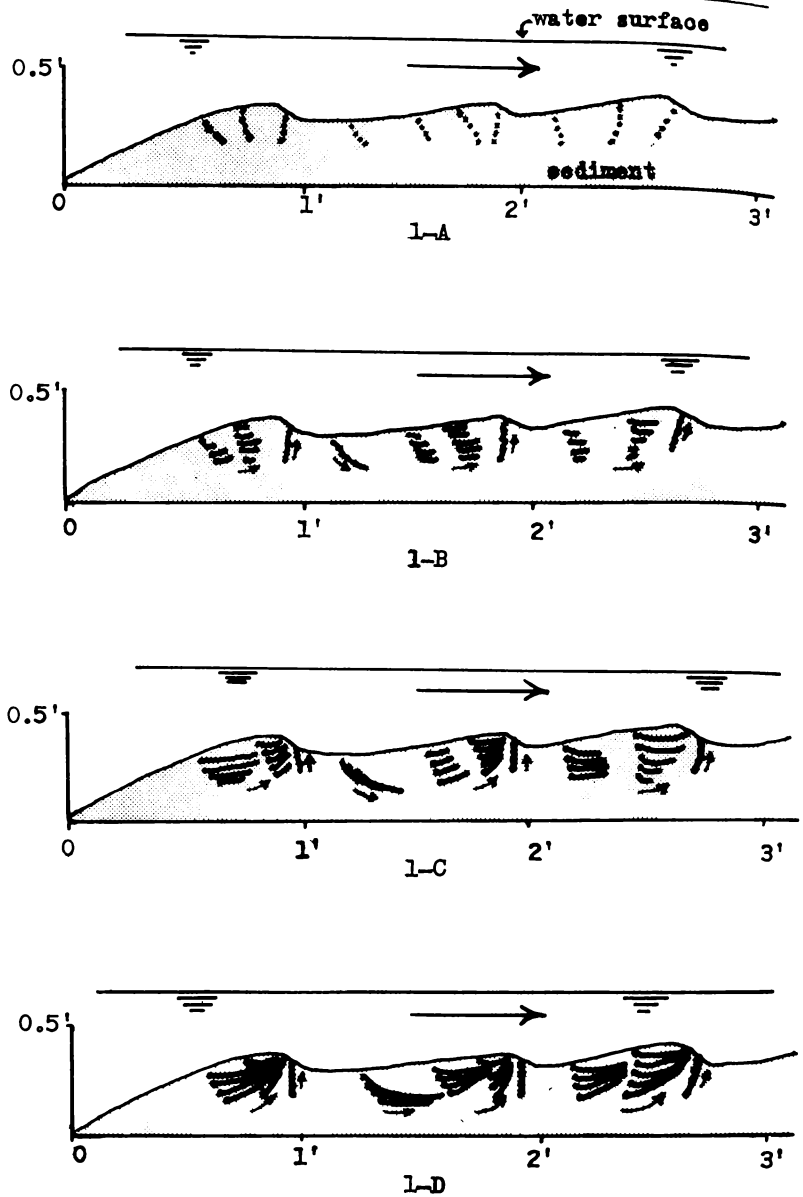 water surface
0.5'
sediment
0 1' 2' 3'
1-A
0.5'
0 1' 2' 3'
1-B
0.5'
0 1' 2' 3'
1-C
0.5'
0 1' 2' 3'
1-D